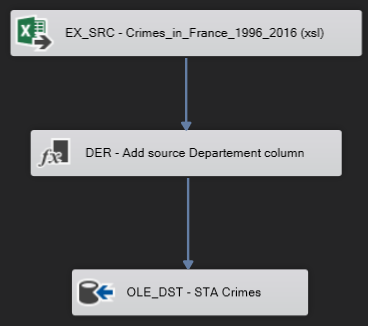 EX_SRC - Crimes_in_France_1996_2016 (xsl)
DER - Add source Departement column
OLE_DST - STA Crimes